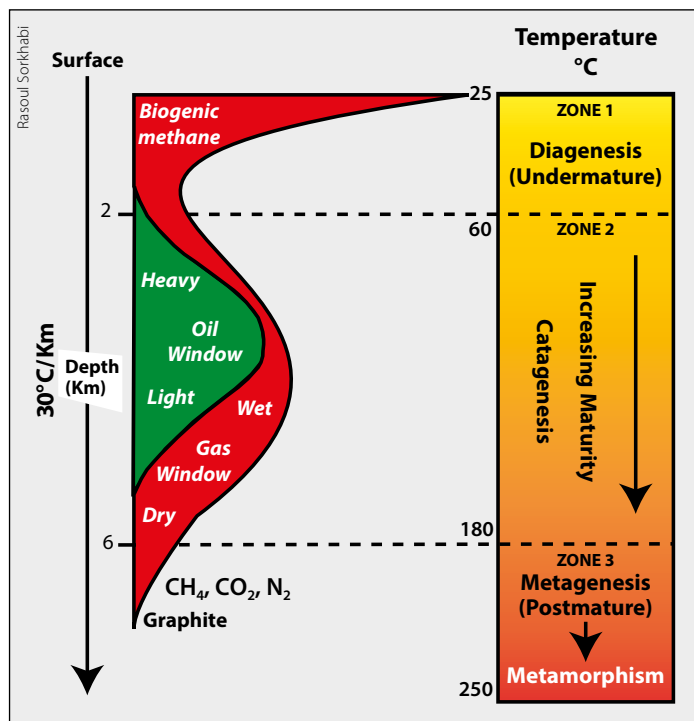 Rasoul Sorkhabi
Surface
Temperature
°C
Biogenic
methane
2
Heavy
Oil
Window
Light
Wet
Gas
Window
Dry
6
30°C/Km
Depth
(Km)
CH₄, CO₂, N₂
Graphite
25
ZONE 1
Diagenesis
(Undermature)
60
ZONE 2
Increasing Maturity
Catagenesis
180
ZONE 3
Metagenesis
(Postmature)
Metamorphism
250